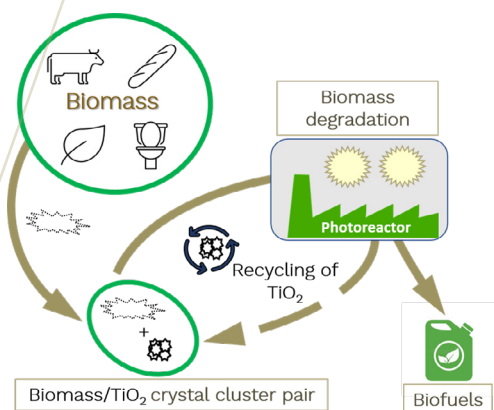 Biomass
Biomass
degradation
Photoreactor
Recycling of
TiO₂
+
Biomass/TiO₂ crystal cluster pair
Biofuels